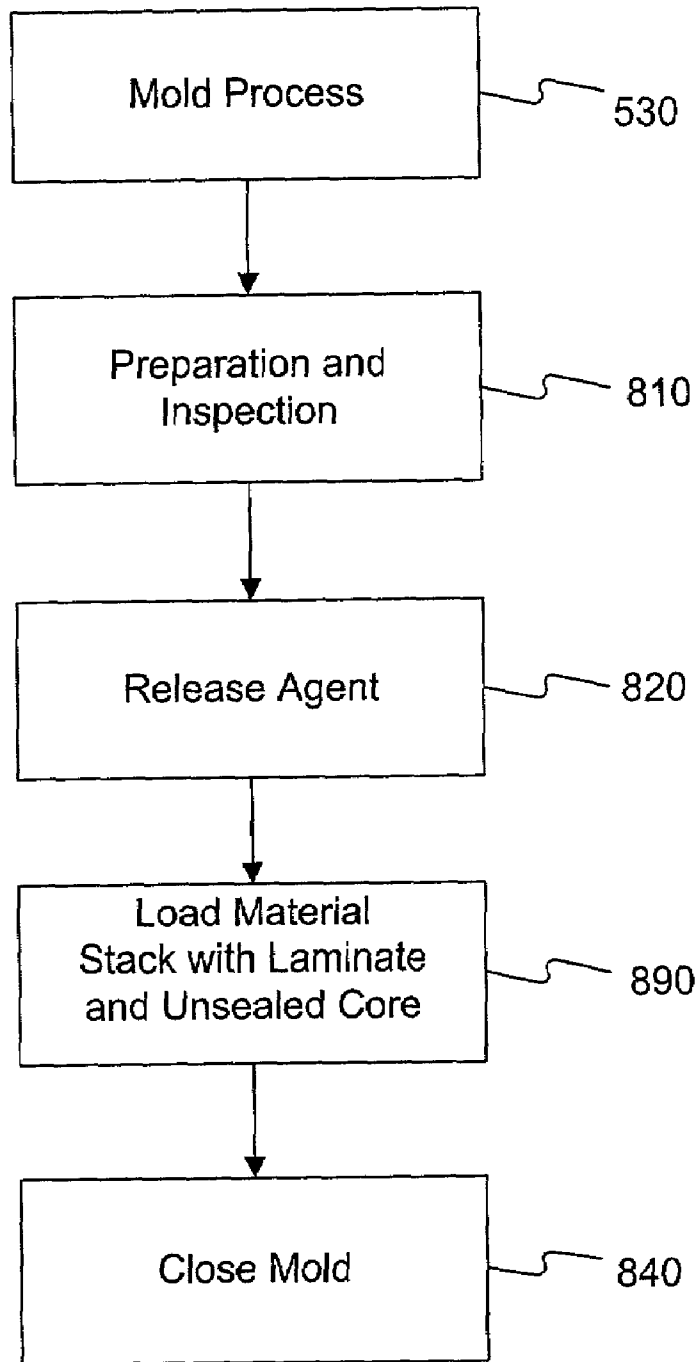 Mold Process
530
Preparation and
Inspection
810
Release Agent
820
Load Material
Stack with Laminate
and Unsealed Core
890
Close Mold
840